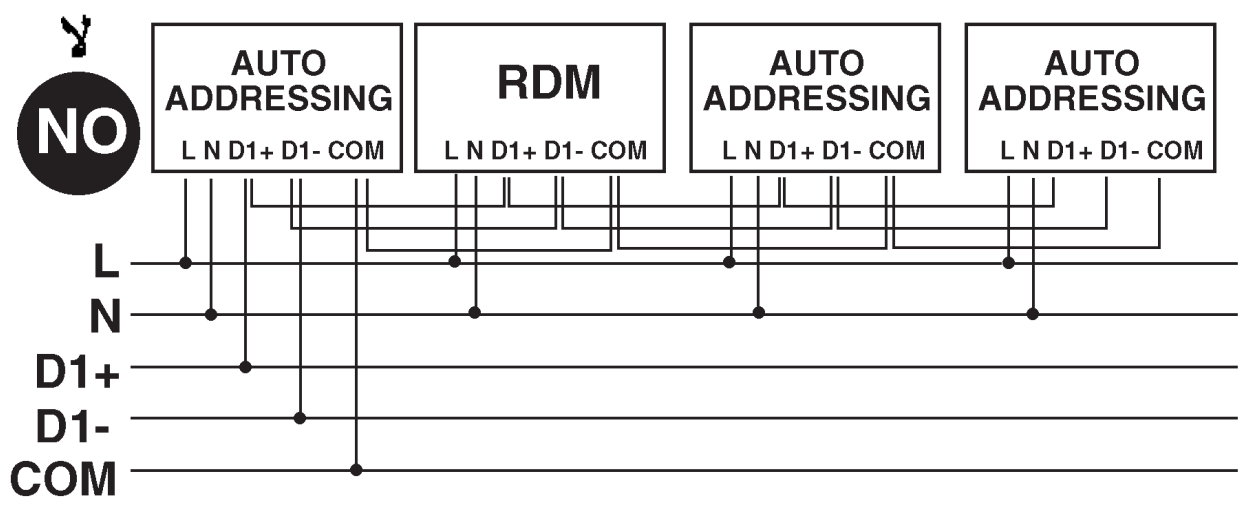 NO
AUTO
ADDRESSING
L N D1+ D1- COM
RDM
L N D1+ D1- COM
AUTO
ADDRESSING
L N D1+ D1- COM
AUTO
ADDRESSING
L N D1+ D1- COM
L
N
D1+
D1-
COM